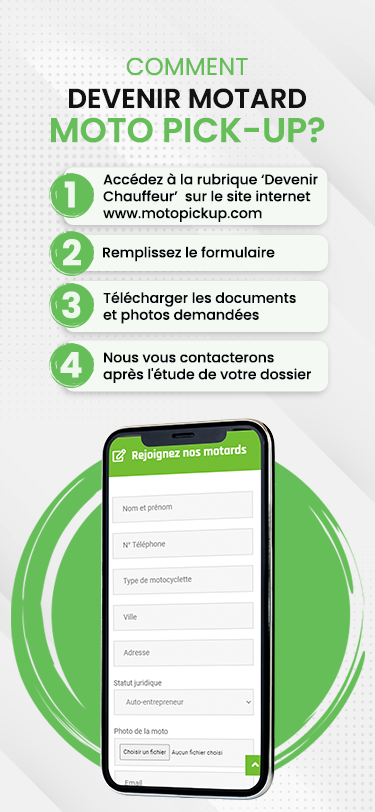 COMMENT
DEVENIR MOTARD
MOTO PICK-UP?
1
Accédez à la rubrique ‘Devenir
Chauffeur’ sur le site internet
www.motopickup.com
2
Remplissez le formulaire
3
Télécharger les documents
et photos demandées
4
Nous vous contacterons
après l'étude de votre dossier
Rejoignez nos motards
Nom et prénom
N° Téléphone
Type de motocyclette
Ville
Adresse
Statut juridique
Auto-entrepreneur
Photo de la moto
Choisir un fichier Aucun fichier choisi
Email